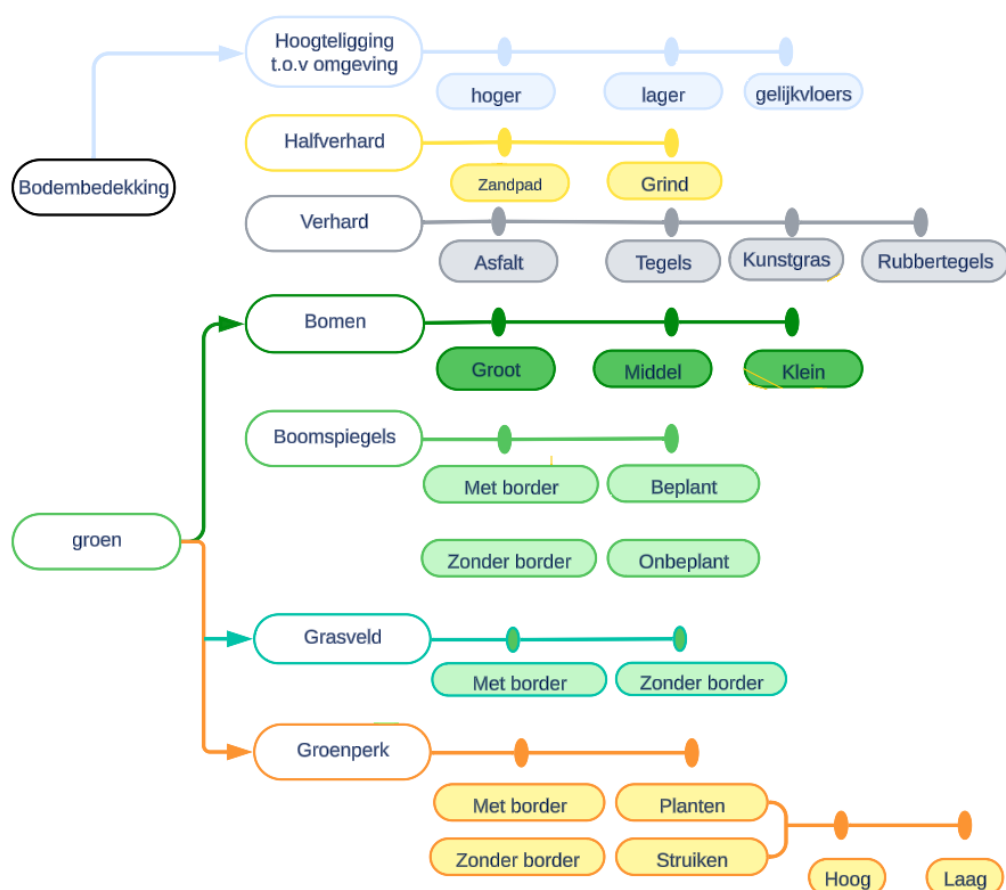 Hoogteligging
t.o.v omgeving
hoger
lager
gelijkvloers
Halfverhard
Zandpad
Grind
Bodembedekking
Verhard
Asfalt
Tegels
Kunstgras
Rubbertegels
Bomen
Groot
Middel
Klein
Boomspiegels
Met border
Beplant
Zonder border
Onbeplant
groen
Grasveld
Met border
Zonder border
Groenperk
Met border
Planten
Zonder border
Struiken
Hoog
Laag